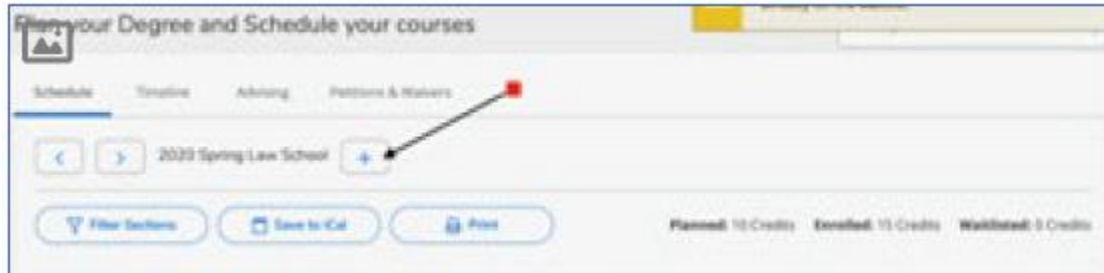 Plan your Degree and Schedule your courses
Schedule Timeline Advising Petitions & Waivers
2020 Spring Law School
Filter Sections Save to iCal Print Planned: 10 Credits Enrolled: 15 Credits Waitlisted: 0 Credits